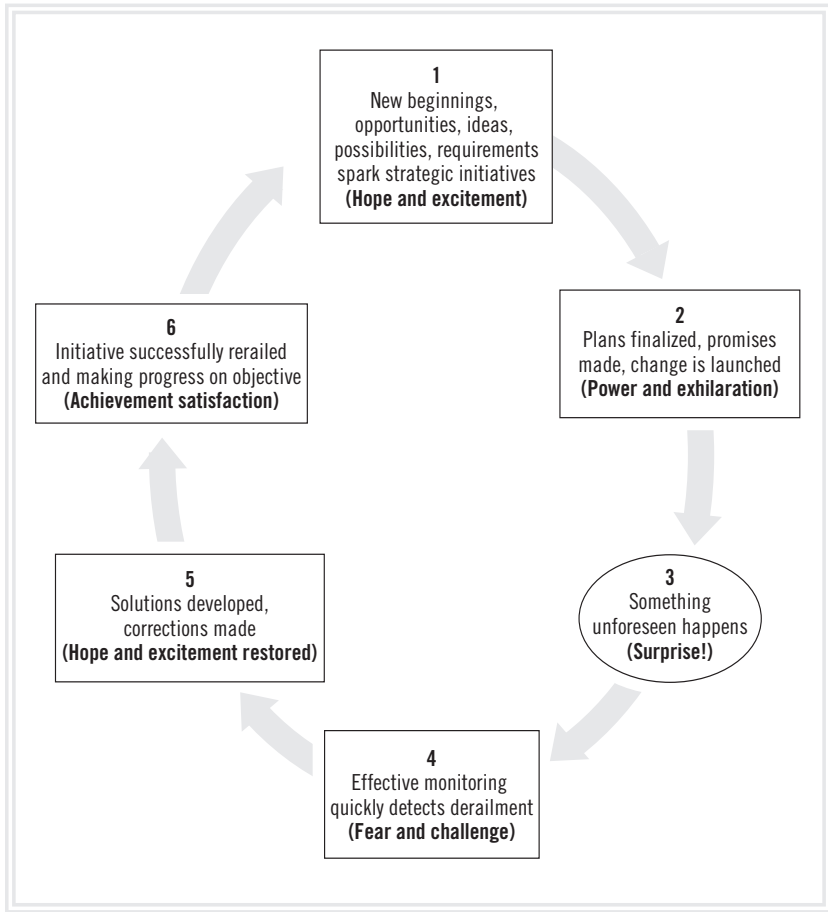 1
New beginnings,
opportunities, ideas,
possibilities, requirements
spark strategic initiatives
(Hope and excitement)
2
Plans finalized, promises
made, change is launched
(Power and exhilaration)
3
Something
unforeseen happens
(Surprise!)
4
Effective monitoring
quickly detects derailment
(Fear and challenge)
5
Solutions developed,
corrections made
(Hope and excitement restored)
6
Initiative successfully rerailed
and making progress on objective
(Achievement satisfaction)